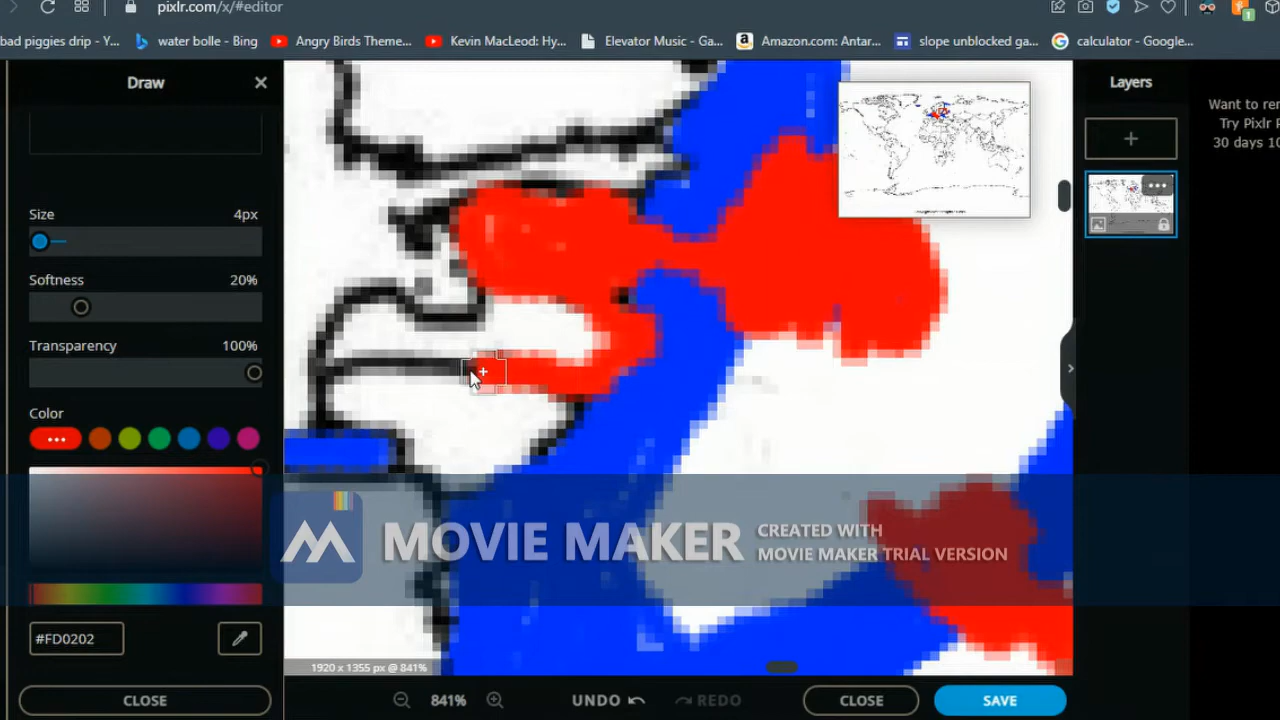 pixlr.com/x/#editor
bad piggies drip - Y...
water bolle - Bing
Angry Birds Theme...
Kevin MacLeod: Hy...
Elevator Music - Ga...
Amazon.com: Antar...
slope unblocked ga...
calculator - Google...
1
Draw
Size 4px
Softness 20%
Transparency 100%
Color
#FD0202
CLOSE
MOVIE MAKER
CREATED WITH
MOVIE MAKER TRIAL VERSION
1920 x 1355 px @ 841%
841%
UNDO
REDO
CLOSE
SAVE
Layers
Want to re
Try Pixlr P
30 days 10